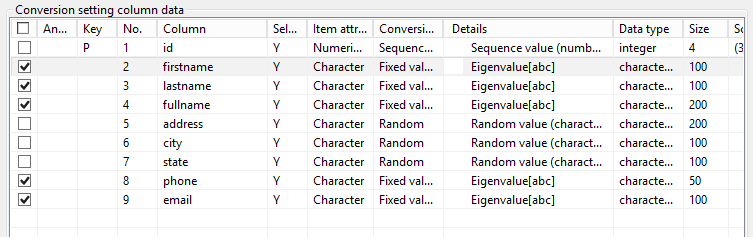 Conversion setting column data
An... Key No. Column Sel... Item attr... Conversi... Details Data type Size Sc
P 1 id Y Numeri... Sequenc... Sequence value (numb... integer 4 (3
2 firstname Y Character Fixed val... Eigenvalue[abc] characte... 100
3 lastname Y Character Fixed val... Eigenvalue[abc] characte... 100
4 fullname Y Character Fixed val... Eigenvalue[abc] characte... 200
5 address Y Character Random Random value (charact... characte... 200
6 city Y Character Random Random value (charact... characte... 100
7 state Y Character Random Random value (charact... characte... 100
8 phone Y Character Fixed val... Eigenvalue[abc] characte... 50
9 email Y Character Fixed val... Eigenvalue[abc] characte... 100